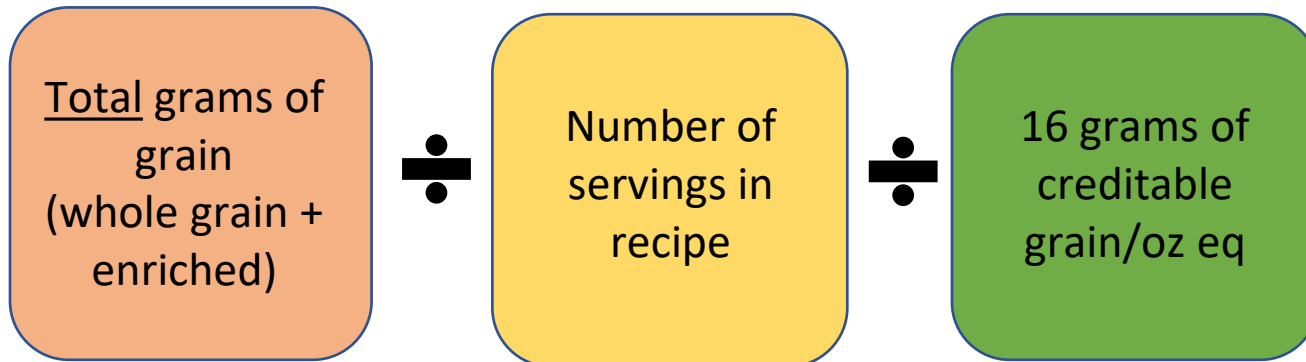 Total grams of
grain
(whole grain +
enriched)
÷
Number of
servings in
recipe
÷
16 grams of
creditable
grain/oz eq